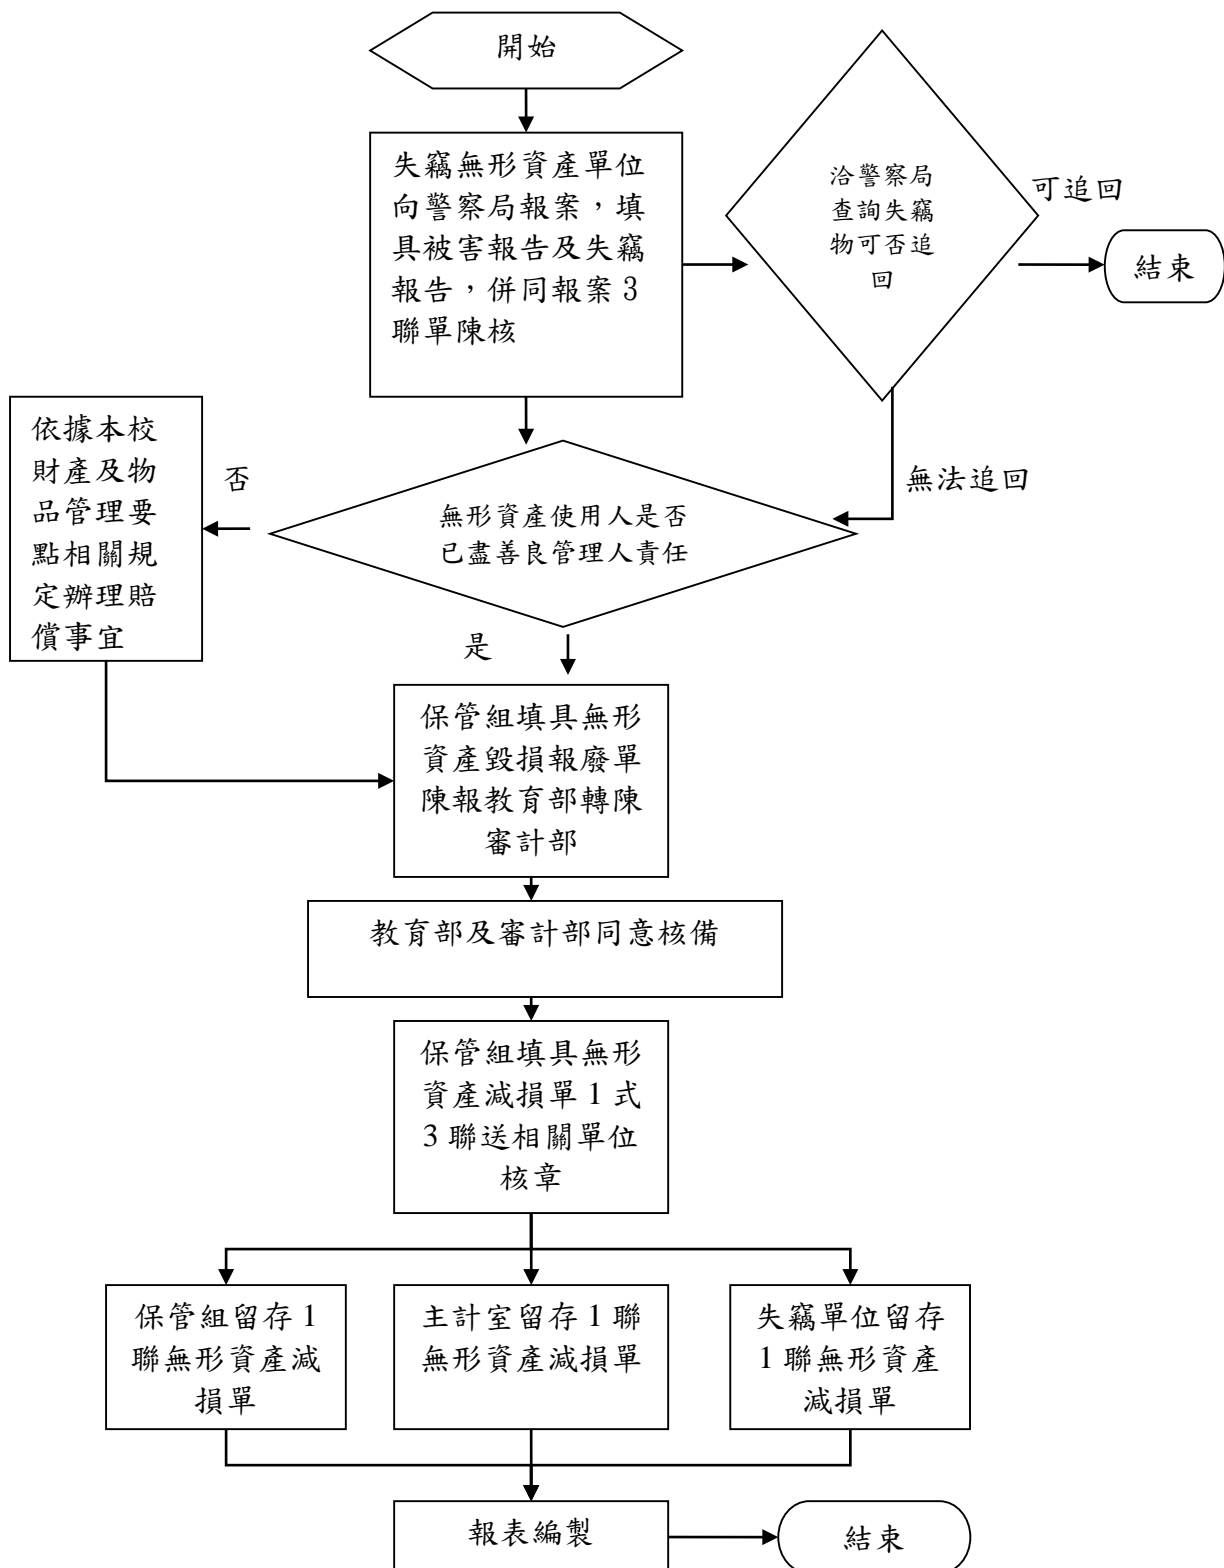 開始
失竊無形資產單位
向警察局報案，填
具被害報告及失竊
報告，併同報案 3
聯單陳核
洽警察局
查詢失竊
物可否追
回
可追回
結束
無法追回
無形資產使用人是否
已盡善良管理人責任
否
依據本校
財產及物
品管理要
點相關規
定辦理賠
償事宜
是
保管組填具無形
資產毀損報廢單
陳報教育部轉陳
審計部
教育部及審計部同意核備
保管組填具無形
資產減損單 1 式
3 聯送相關單位
核章
保管組留存 1
聯無形資產減
損單
主計室留存 1 聯
無形資產減損單
失竊單位留存
1 聯無形資產
減損單
報表編製
結束